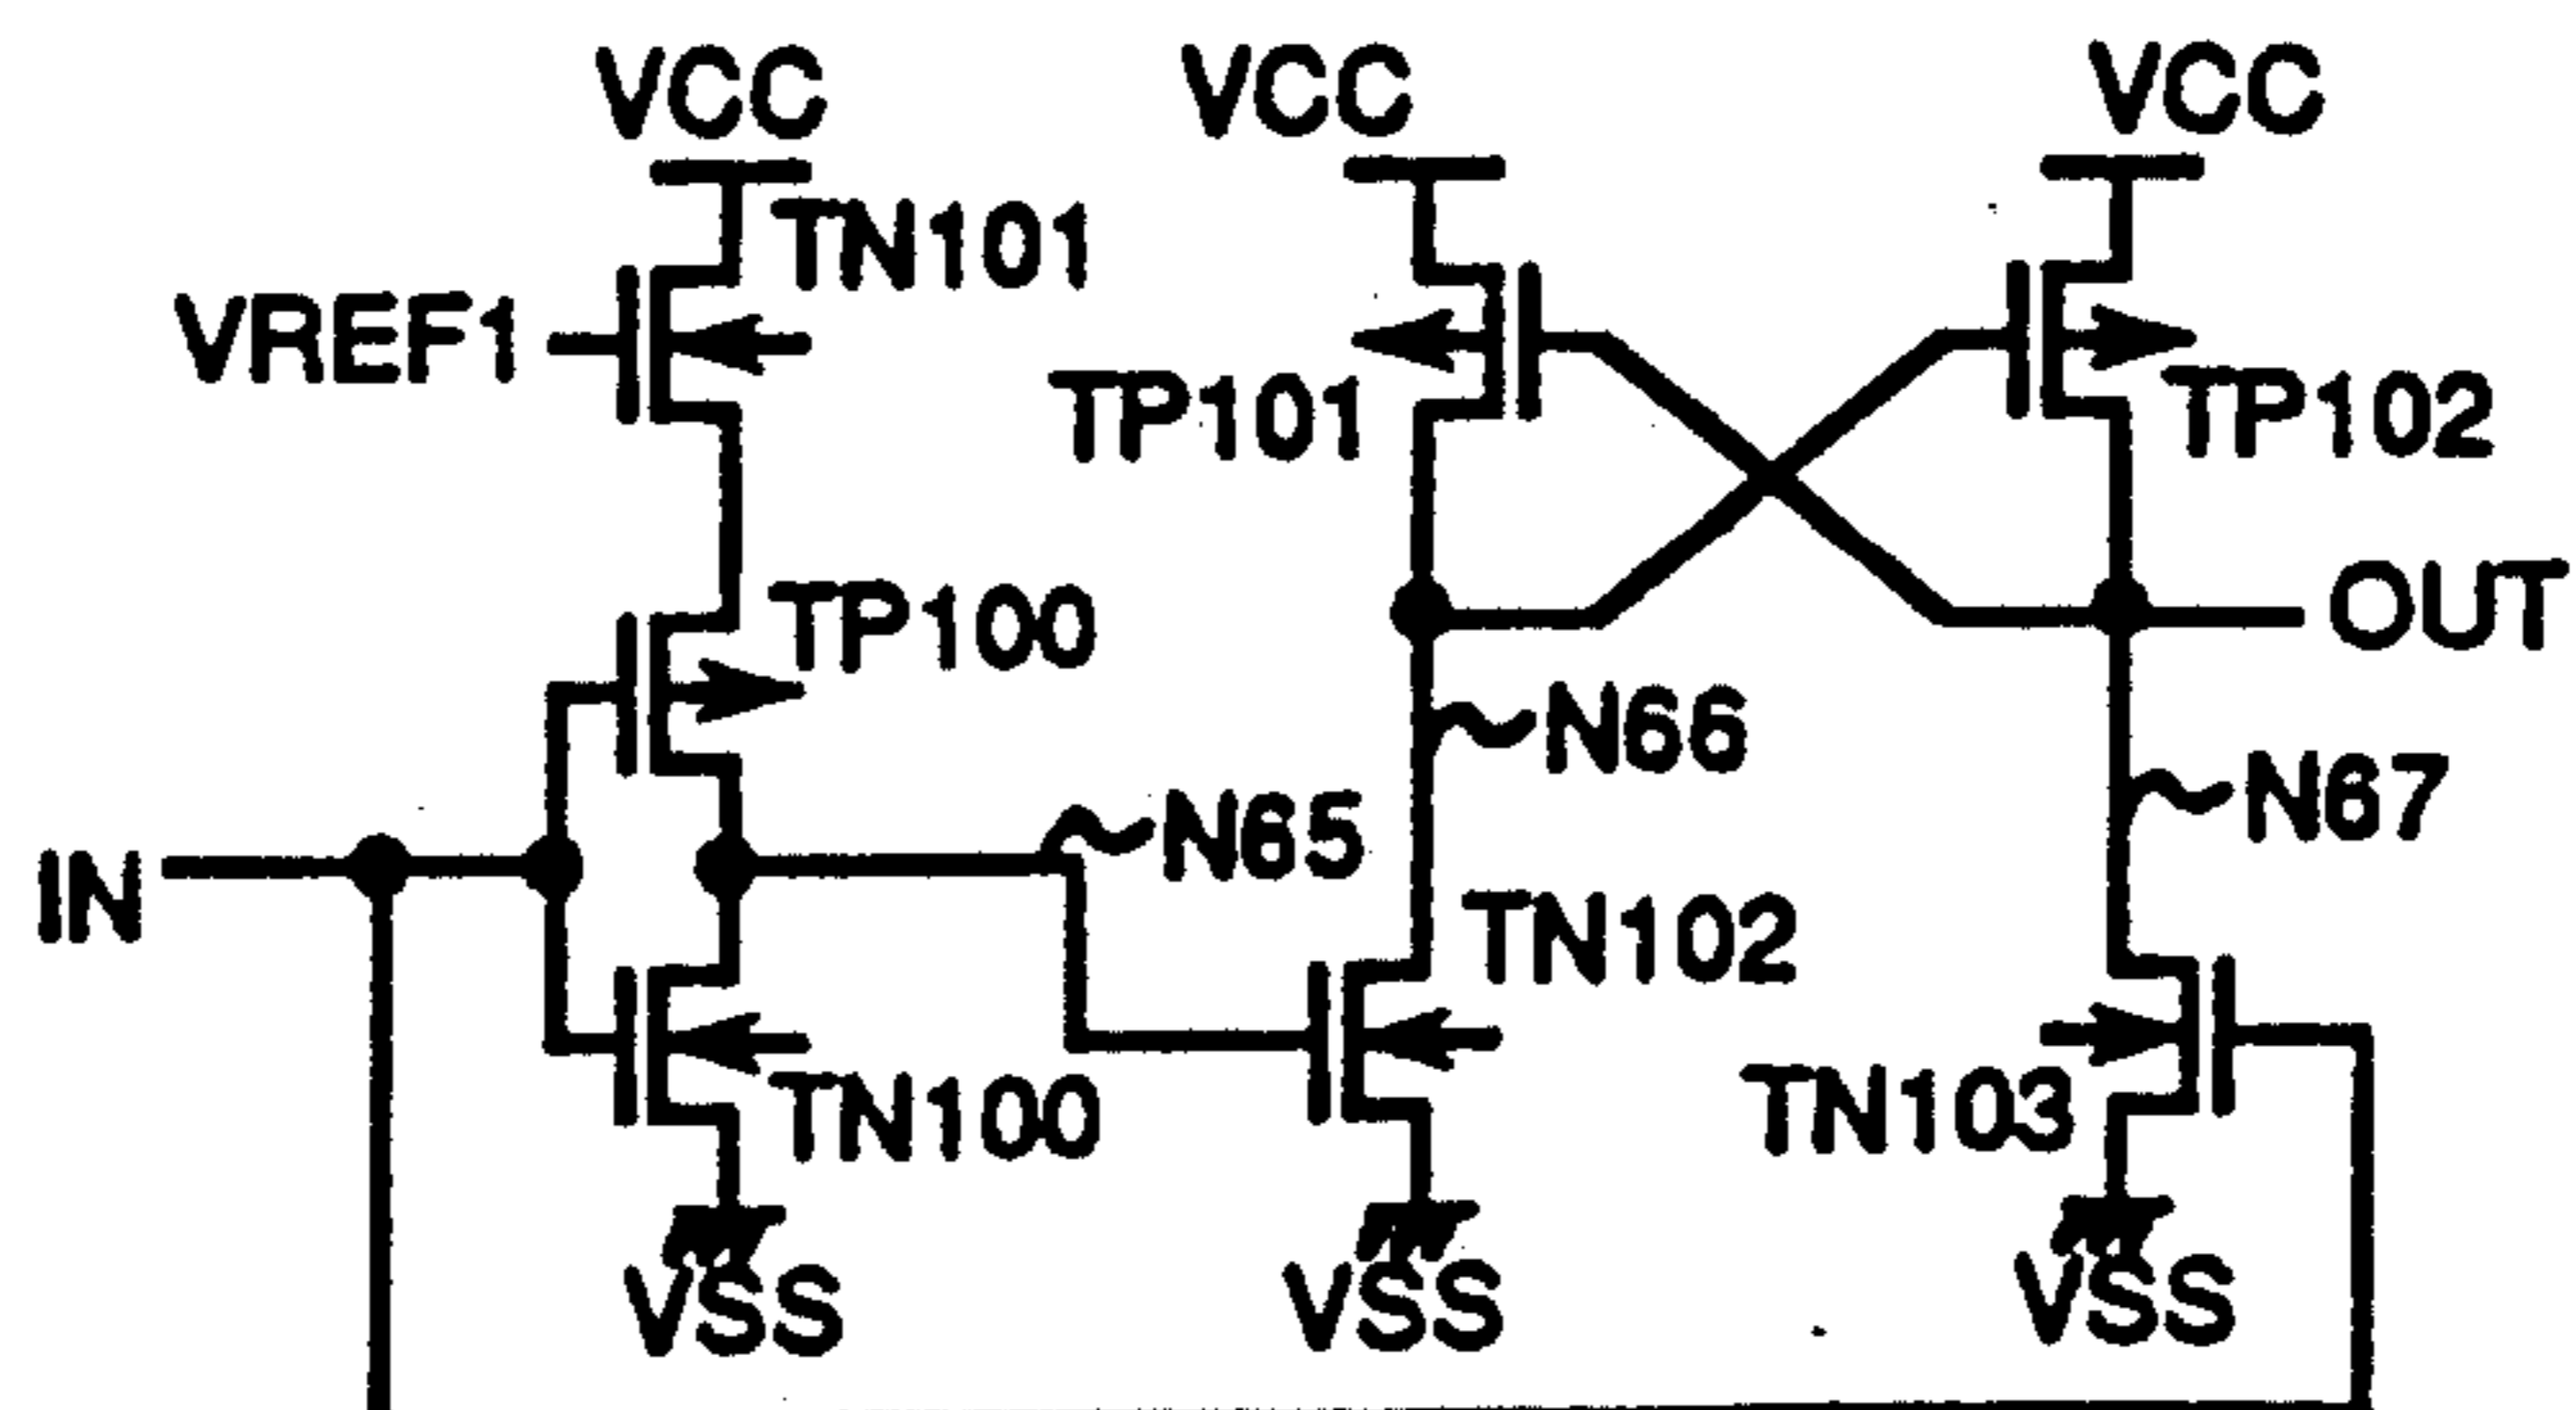 VCC
VCC
VCC
TN101
VREF1
TP101
TP102
TP100
OUT
N66
N67
N65
IN
TN102
TN103
TN100
VSS
VSS
VSS